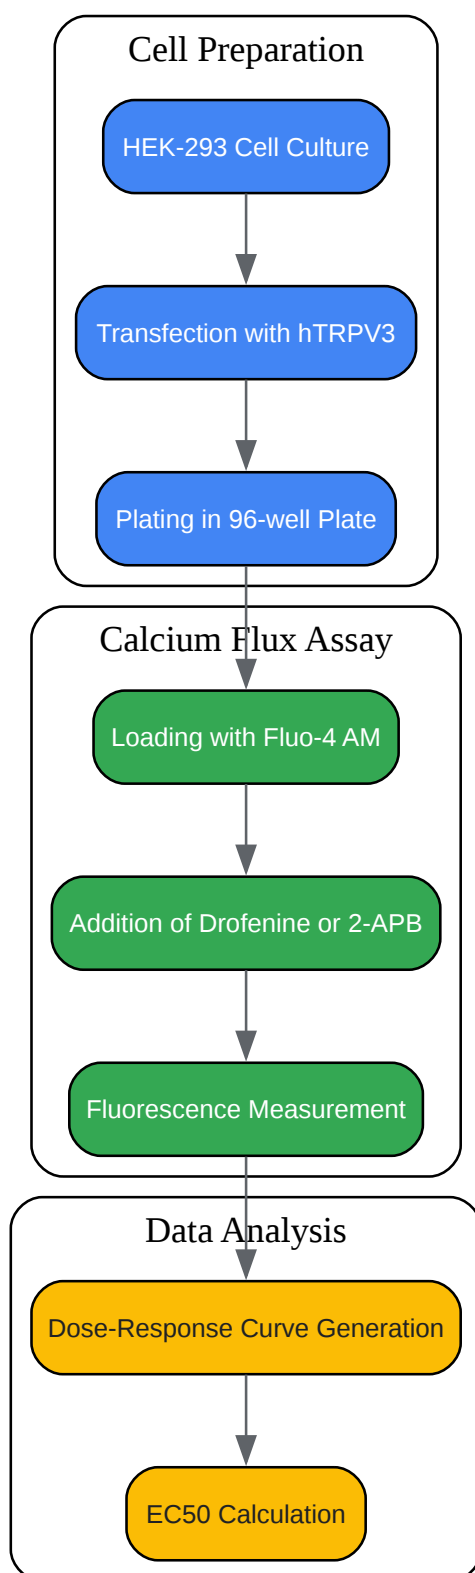 Cell Preparation
HEK-293 Cell Culture
Transfection with hTRPV3
Plating in 96-well Plate
Calcium Flux Assay
Loading with Fluo-4 AM
Addition of Drofenine or 2-APB
Fluorescence Measurement
Data Analysis
Dose-Response Curve Generation
EC50 Calculation